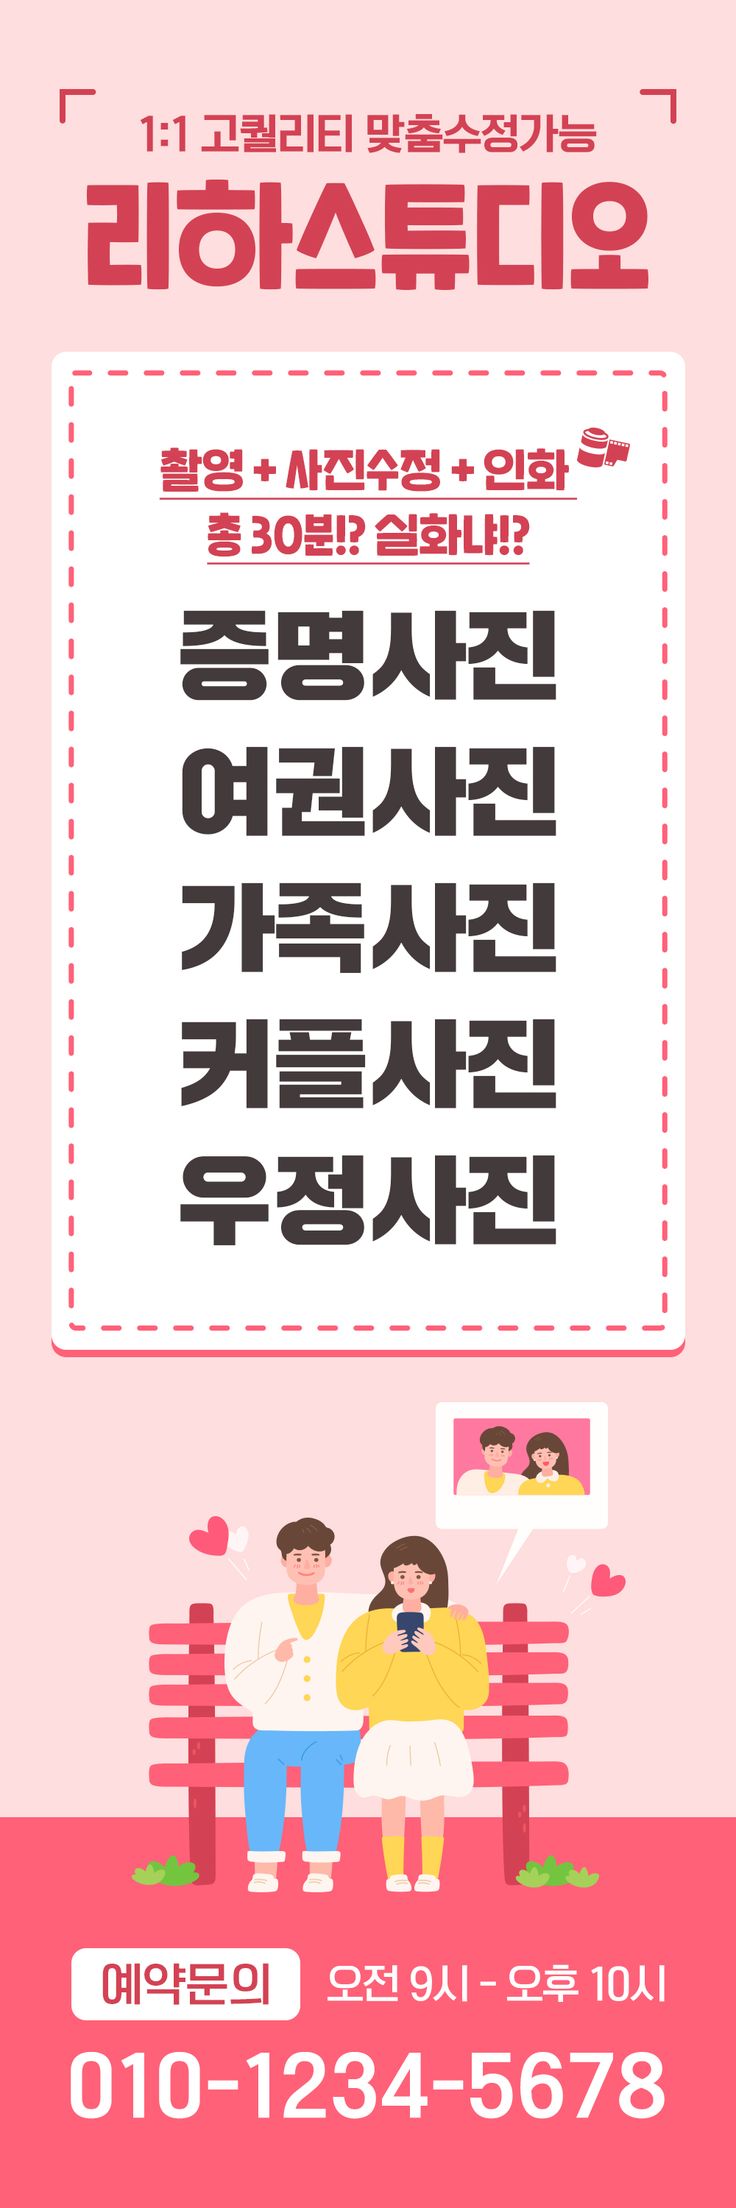 1:1 고퀄리티 맞춤수정가능
리하스튜디오
촬영 + 사진수정 + 인화
총 30분!? 실화냐!?
증명사진
여권사진
가족사진
커플사진
우정사진
예약문의 오전 9시 - 오후 10시
010-1234-5678